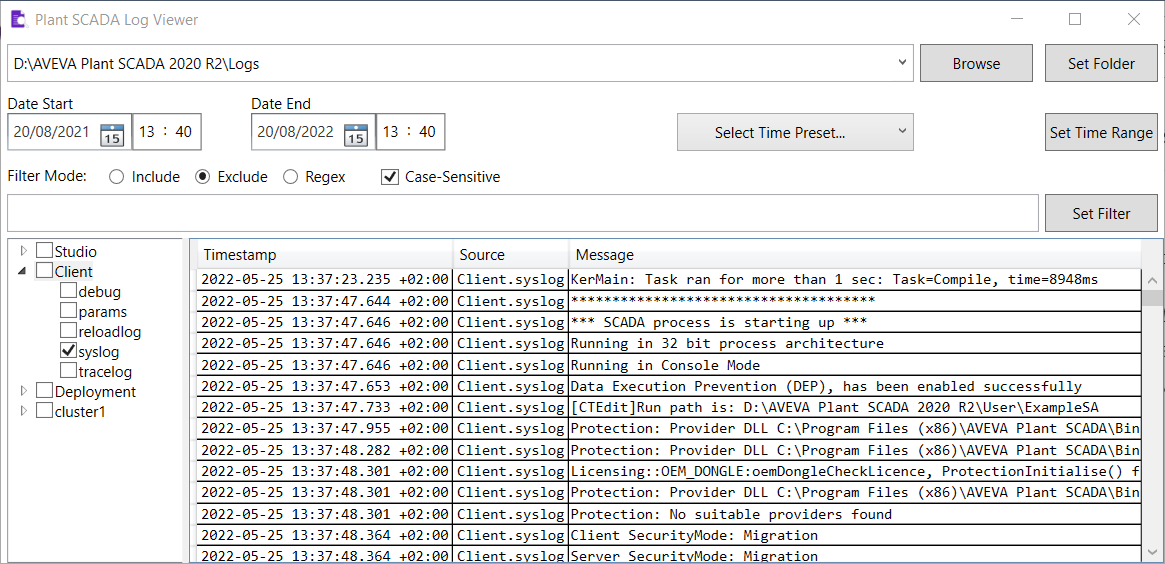 Plant SCADA Log Viewer
D:\AVEVA Plant SCADA 2020 R2\Logs Browse Set Folder
Date Start Date End
20/08/2021 15 13 : 40 20/08/2022 15 13 : 40 Select Time Preset... Set Time Range
Filter Mode: Include Exclude Regex Case-Sensitive
Set Filter
Studio
Client
debug
params
reloadlog
syslog
tracelog
Deployment
cluster1
Timestamp Source Message
2022-05-25 13:37:23.235 +02:00 Client.syslog KerMain: Task ran for more than 1 sec: Task=Compile, time=8948ms
2022-05-25 13:37:47.644 +02:00 Client.syslog *************************************
2022-05-25 13:37:47.646 +02:00 Client.syslog *** SCADA process is starting up ***
2022-05-25 13:37:47.646 +02:00 Client.syslog Running in 32 bit process architecture
2022-05-25 13:37:47.646 +02:00 Client.syslog Running in Console Mode
2022-05-25 13:37:47.653 +02:00 Client.syslog Data Execution Prevention (DEP), has been enabled successfully
2022-05-25 13:37:47.733 +02:00 Client.syslog [CTEdit]Run path is: D:\AVEVA Plant SCADA 2020 R2\User\ExampleSA
2022-05-25 13:37:47.955 +02:00 Client.syslog Protection: Provider DLL C:\Program Files (x86)\AVEVA Plant SCADA\Bin
2022-05-25 13:37:48.282 +02:00 Client.syslog Protection: Provider DLL C:\Program Files (x86)\AVEVA Plant SCADA\Bin
2022-05-25 13:37:48.301 +02:00 Client.syslog Licensing::OEM_DONGLE:oemDongleCheckLicence, ProtectionInitialise() f
2022-05-25 13:37:48.301 +02:00 Client.syslog Protection: Provider DLL C:\Program Files (x86)\AVEVA Plant SCADA\Bin
2022-05-25 13:37:48.301 +02:00 Client.syslog Protection: No suitable providers found
2022-05-25 13:37:48.364 +02:00 Client.syslog Client SecurityMode: Migration
2022-05-25 13:37:48.364 +02:00 Client.syslog Server SecurityMode: Migration